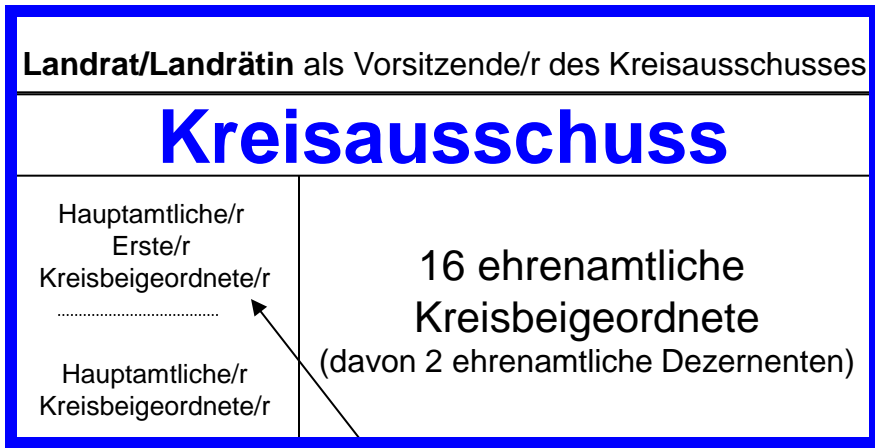 Landrat/Landrätin als Vorsitzende/r des Kreisausschusses
Kreisausschuss
Hauptamtliche/r
Erste/r
Kreisbeigeordnete/r
Hauptamtliche/r
Kreisbeigeordnete/r
16 ehrenamtliche
Kreisbeigeordnete
(davon 2 ehrenamtliche Dezernenten)